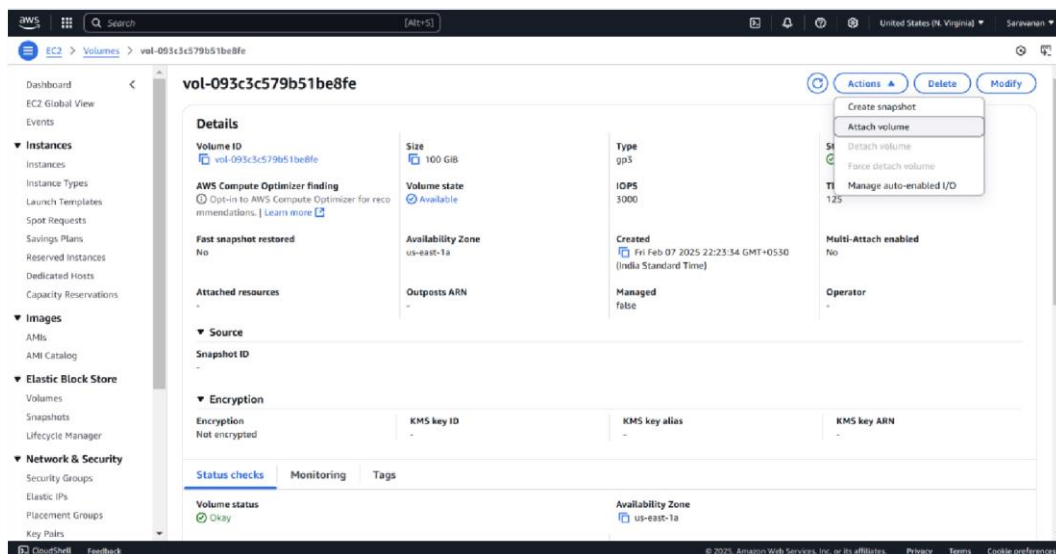 aws
Search
[Alt+S]
United States (N. Virginia)
Saravanan
EC2 > Volumes > vol-093c3c579b51be8fe
Dashboard
EC2 Global View
Events
Instances
Instances
Instance Types
Launch Templates
Spot Requests
Savings Plans
Reserved Instances
Dedicated Hosts
Capacity Reservations
Images
AMIs
AMI Catalog
Elastic Block Store
Volumes
Snapshots
Lifecycle Manager
Network & Security
Security Groups
Elastic IPs
Placement Groups
Key Pairs
vol-093c3c579b51be8fe
Actions
Delete
Modify
Create snapshot
Attach volume
Detach volume
Force detach volume
Manage auto-enabled I/O
Details
Volume ID
vol-093c3c579b51be8fe
Size
100 GiB
Type
gp3
AWS Compute Optimizer finding
Opt-in to AWS Compute Optimizer for reco
mmendations. | Learn more
Volume state
Available
IOPS
3000
125
Fast snapshot restored
No
Availability Zone
us-east-1a
Created
Fri Feb 07 2025 22:23:34 GMT+0530
(India Standard Time)
Multi-Attach enabled
No
Attached resources
-
Outposts ARN
-
Managed
false
Operator
-
Source
Snapshot ID
-
Encryption
Encryption
Not encrypted
KMS key ID
-
KMS key alias
-
KMS key ARN
-
Status checks
Monitoring
Tags
Volume status
Okay
Availability Zone
us-east-1a
CloudShell
Feedback
© 2025, Amazon Web Services, Inc. or its affiliates.
Privacy
Terms
Cookie preferences